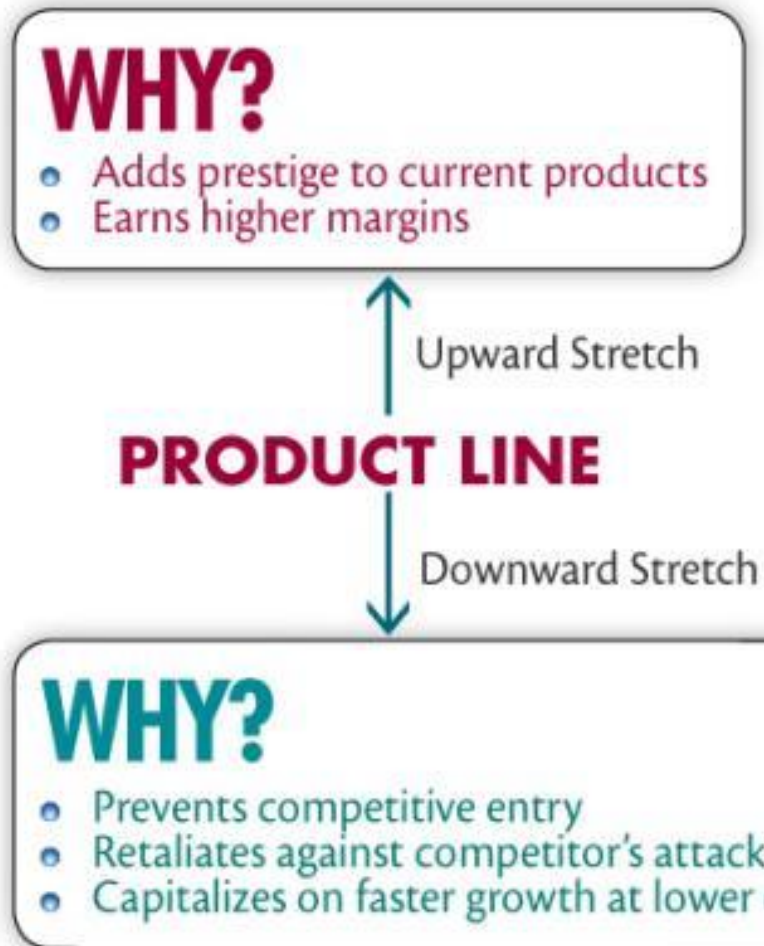 WHY?
• Adds prestige to current products
• Earns higher margins
Upward Stretch
PRODUCT LINE
Downward Stretch
WHY?
• Prevents competitive entry
• Retaliates against competitor's attack
• Capitalizes on faster growth at lower